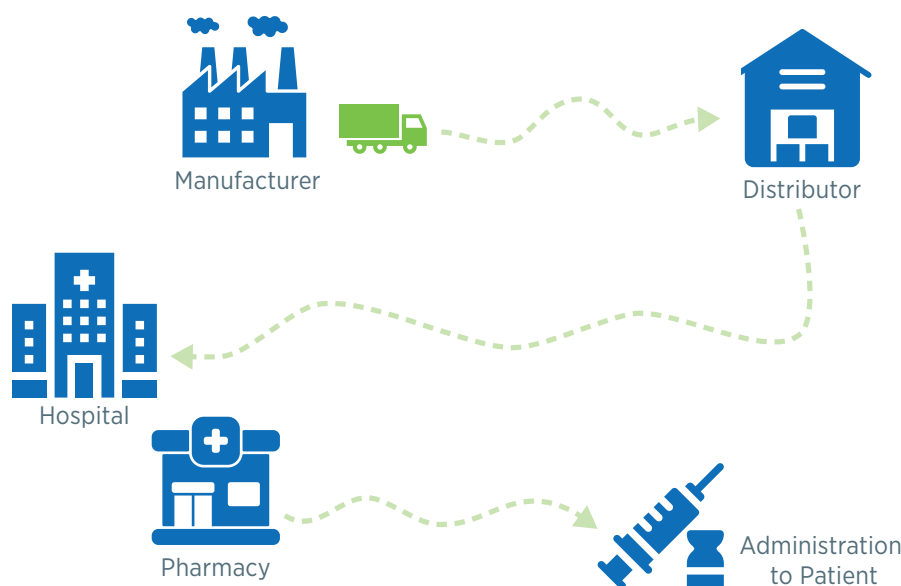 Manufacturer
Distributor
Hospital
Pharmacy
Administration
to Patient